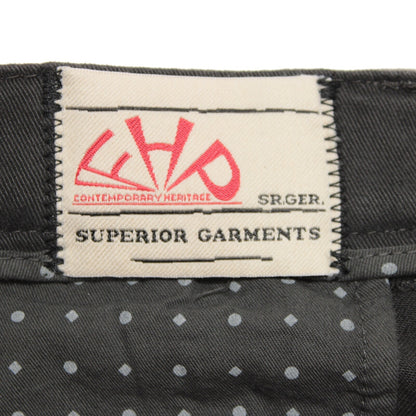 FHP
CONTEMPORARY HERITAGE
SR.GER.
SUPERIOR GARMENTS